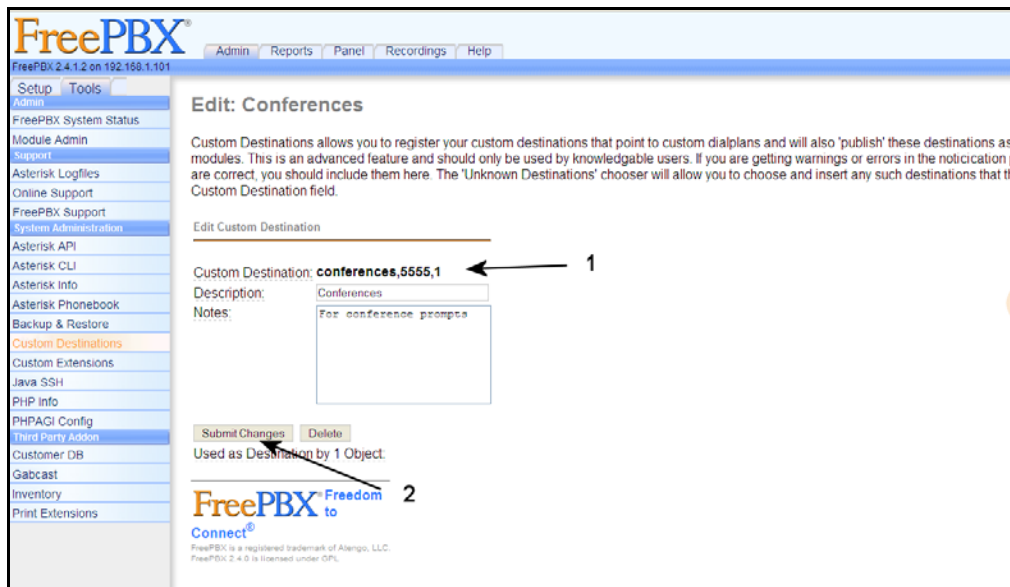 FreePBX®
Admin Reports Panel Recordings Help
FreePBX 2.4.1.2 on 192.168.1.101
Setup Tools
Admin
FreePBX System Status
Module Admin
Support
Asterisk Logfiles
Online Support
FreePBX Support
System Administration
Asterisk API
Asterisk CLI
Asterisk Info
Asterisk Phonebook
Backup & Restore
Custom Destinations
Custom Extensions
Java SSH
PHP Info
PHPAGI Config
Third Party Addon
Customer DB
Gabcast
Inventory
Print Extensions
Edit: Conferences
Custom Destinations allows you to register your custom destinations that point to custom dialplans and will also 'publish' these destinations as
modules. This is an advanced feature and should only be used by knowledgable users. If you are getting warnings or errors in the noticication
are correct, you should include them here. The 'Unknown Destinations' chooser will allow you to choose and insert any such destinations that
Custom Destination field.
Edit Custom Destination
Custom Destination: conferences,5555,1
1
Description: Conferences
Notes: For conference prompts
Submit Changes Delete
Used as Destination by 1 Object:
2
FreePBX® Freedom
to
Connect®
FreePBX is a registered trademark of Atengo, LLC.
FreePBX 2.4.0 is licensed under GPL